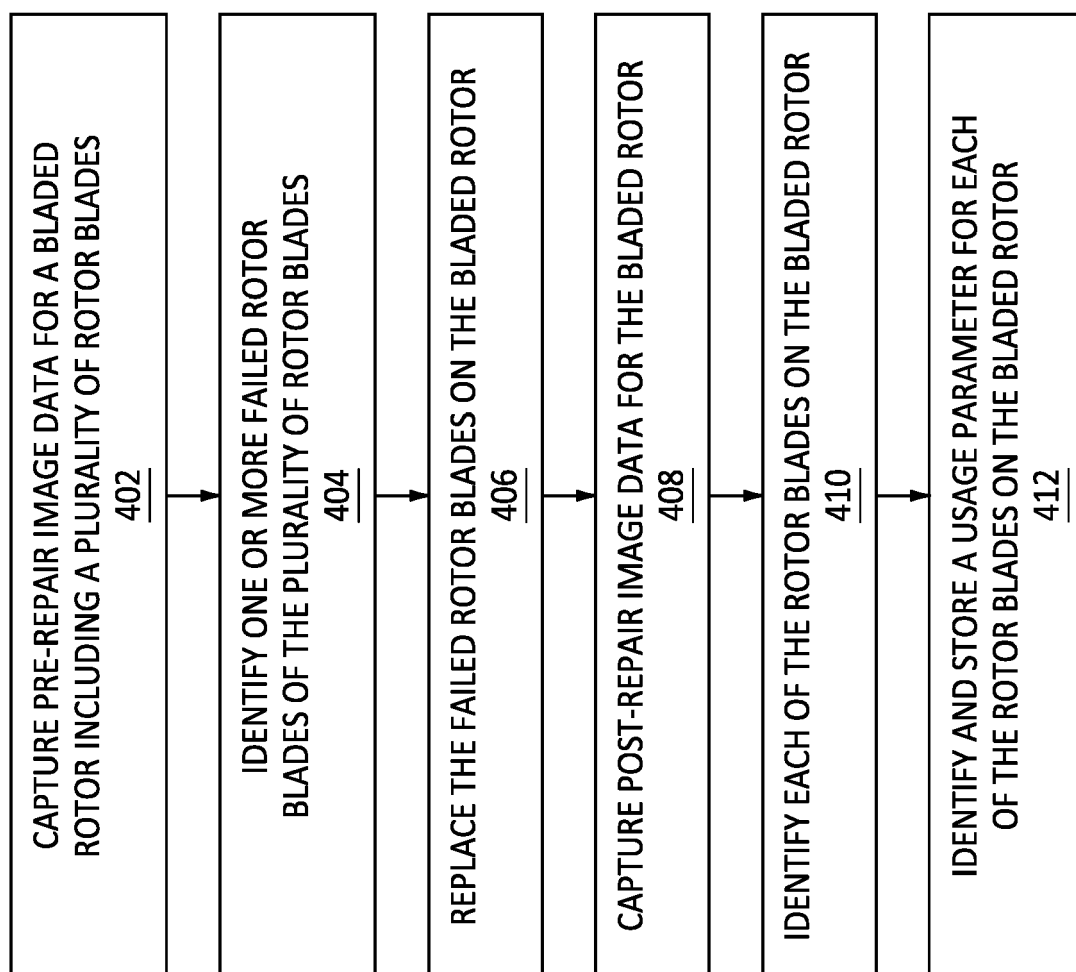 CAPTURE PRE-REPAIR IMAGE DATA FOR A BLADED
ROTOR INCLUDING A PLURALITY OF ROTOR BLADES
402
IDENTIFY ONE OR MORE FAILED ROTOR
BLADES OF THE PLURALITY OF ROTOR BLADES
404
REPLACE THE FAILED ROTOR BLADES ON THE BLADED ROTOR
406
CAPTURE POST-REPAIR IMAGE DATA FOR THE BLADED ROTOR
408
IDENTIFY EACH OF THE ROTOR BLADES ON THE BLADED ROTOR
410
IDENTIFY AND STORE A USAGE PARAMETER FOR EACH
OF THE ROTOR BLADES ON THE BLADED ROTOR
412